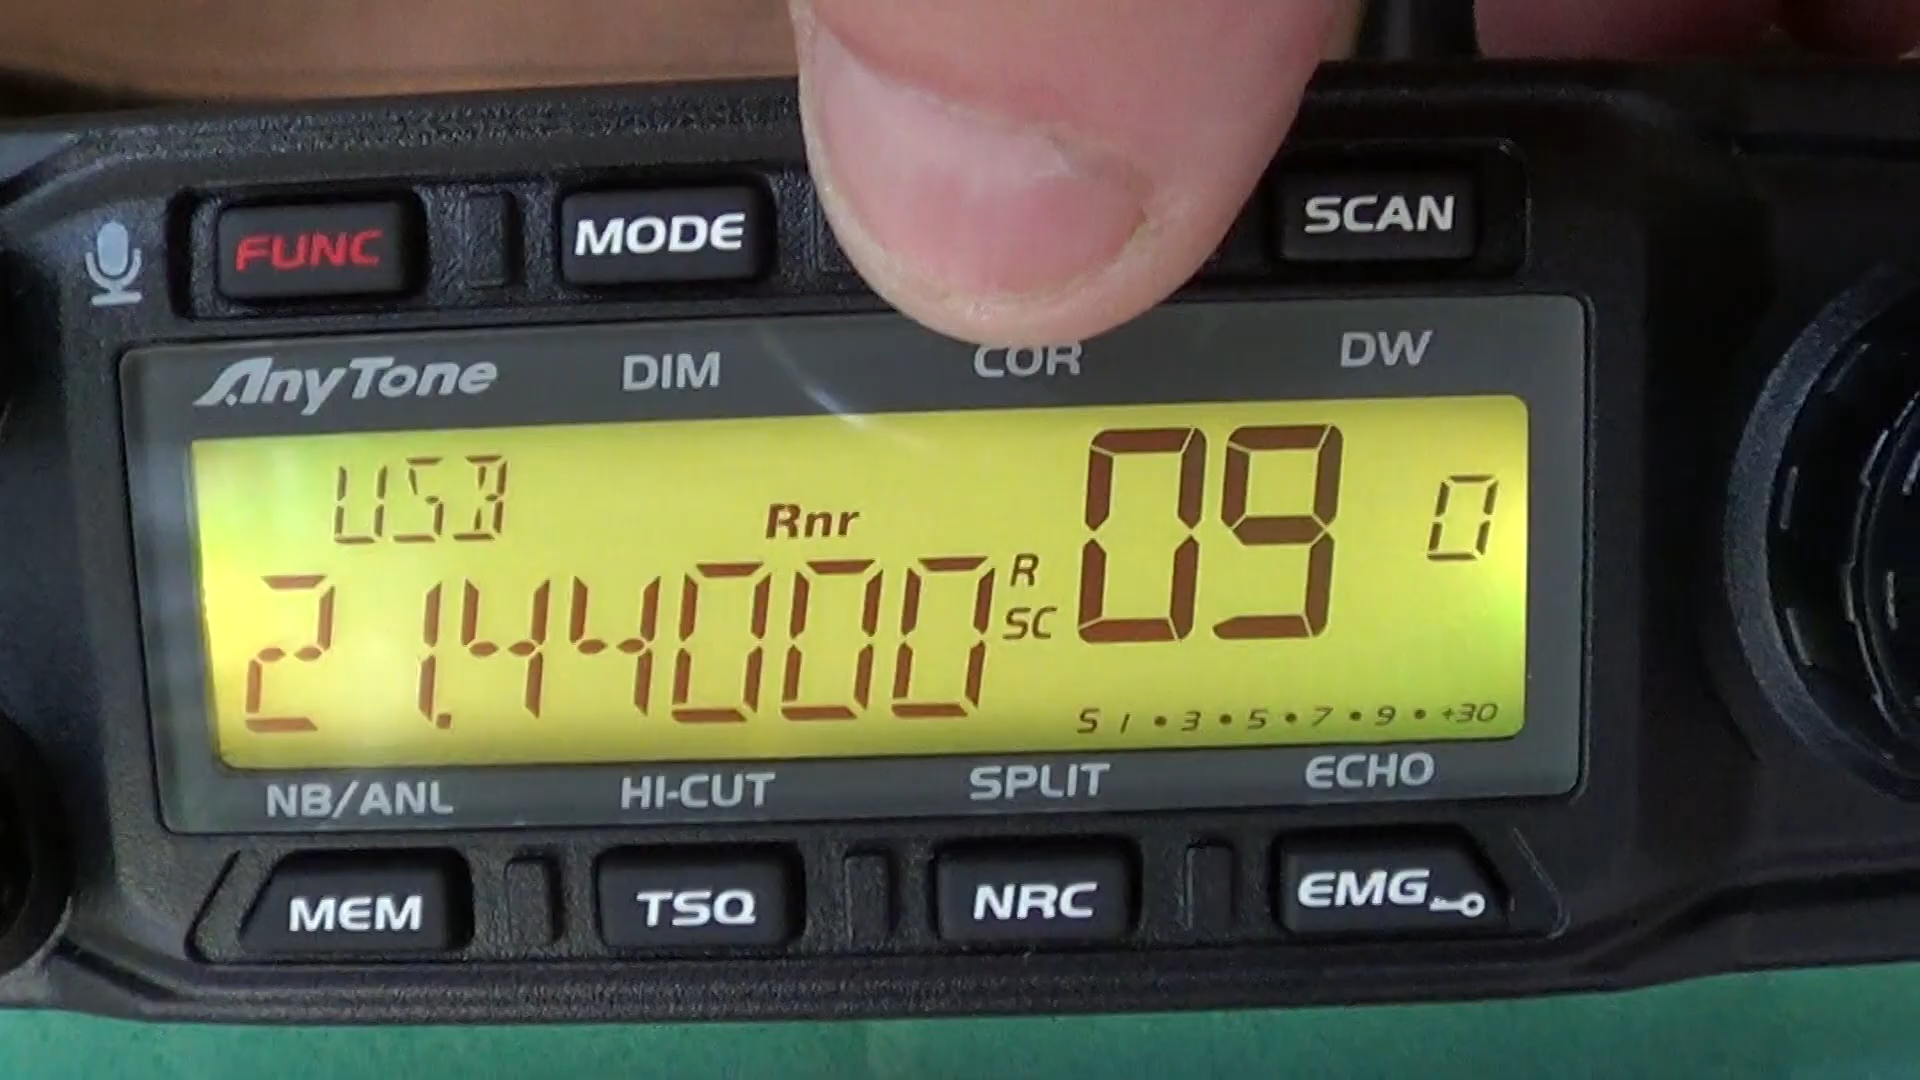 FUNC MODE SCAN
AnyTone DIM COR DW
USB Rnr 09 0
21.44000 R
SC
S 1 • 3 • 5 • 7 • 9 • +30
NB/ANL HI-CUT SPLIT ECHO
MEM TSQ NRC EMG